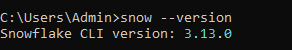 C:\Users\Admin>snow --version
Snowflake CLI version: 3.13.0